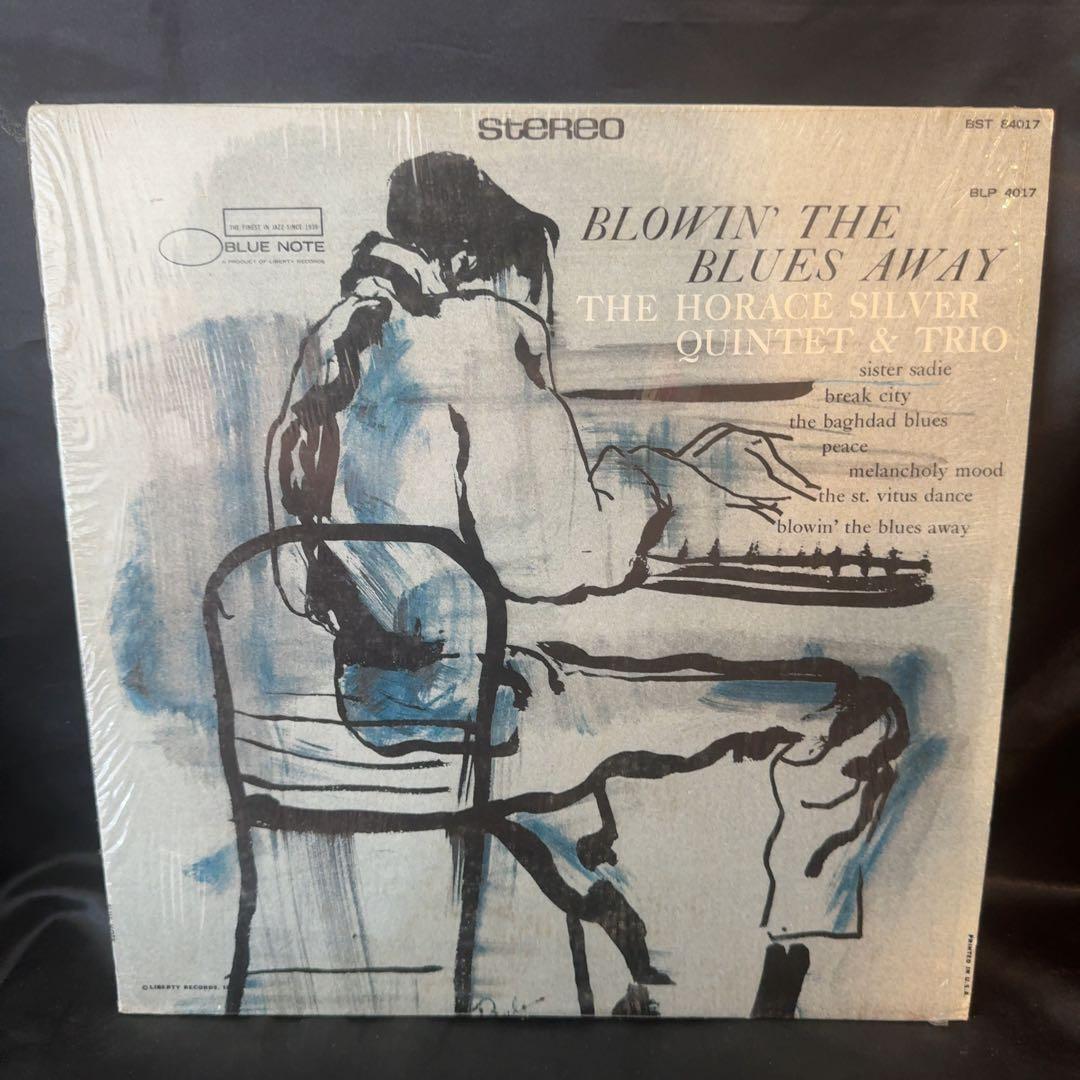 STEREO
BST 84017
BLP 4017
THE FINEST IN JAZZ SINCE 1939
BLUE NOTE
A PRODUCT OF LIBERTY RECORDS
BLOWIN' THE
BLUES AWAY
THE HORACE SILVER
QUINTET & TRIO
sister sadie
break city
the baghdad blues
peace
melancholy mood
the st. vitus dance
blowin' the blues away
© LIBERTY RECORDS,
PRINTED IN U.S.A.